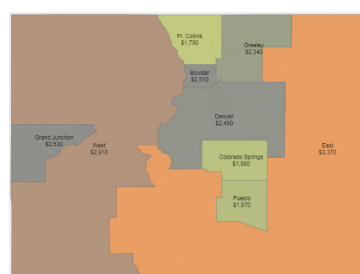 Ft. Collins
$1,790
Greeley
$2,340
Boulder
$2,510
Denver
$2,490
Grand Junction
$2,530
West
$2,910
East
$3,370
Colorado Springs
$1,880
Pueblo
$1,970